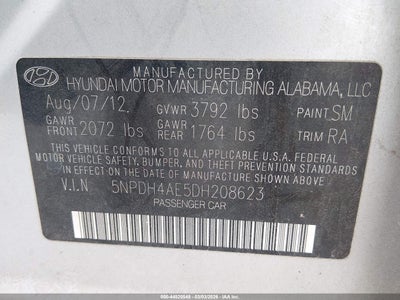 MANUFACTURED BY
HYUNDAI MOTOR MANUFACTURING ALABAMA, LLC
Aug/07/12 GVWR 3792 lbs PAINT SM
GAWR FRONT 2072 lbs GAWR REAR 1764 lbs TRIM RA
THIS VEHICLE CONFORMS TO ALL APPLICABLE U.S.A. FEDERAL
MOTOR VEHICLE SAFETY, BUMPER, AND THEFT PREVENTION
STANDARDS IN EFFECT ON THE DATE OF MANUFACTURE SHOWN ABOVE.
V.I.N. 5NPDH4AE5DH208623
PASSENGER CAR